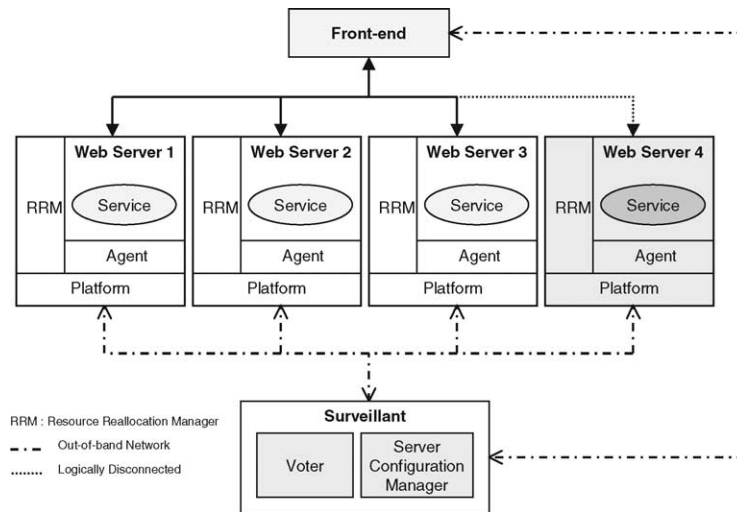 Front-end
Web Server 1
RRM
Service
Agent
Platform
Web Server 2
RRM
Service
Agent
Platform
Web Server 3
RRM
Service
Agent
Platform
Web Server 4
RRM
Service
Agent
Platform
RRM : Resource Reallocation Manager
Out-of-band Network
Logically Disconnected
Surveillant
Voter
Server
Configuration
Manager